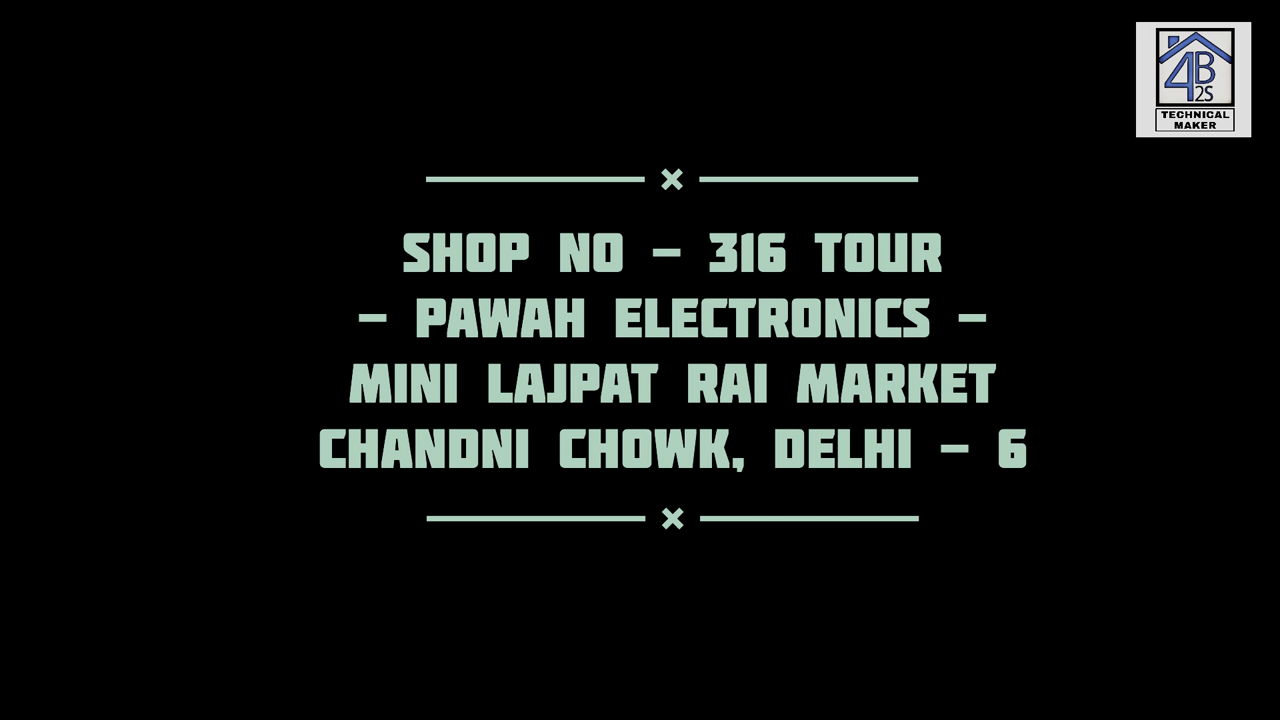 4B
2S
TECHNICAL
MAKER
SHOP NO - 316 TOUR
- PAWAH ELECTRONICS -
MINI LAJPAT RAI MARKET
CHANDNI CHOWK, DELHI - 6